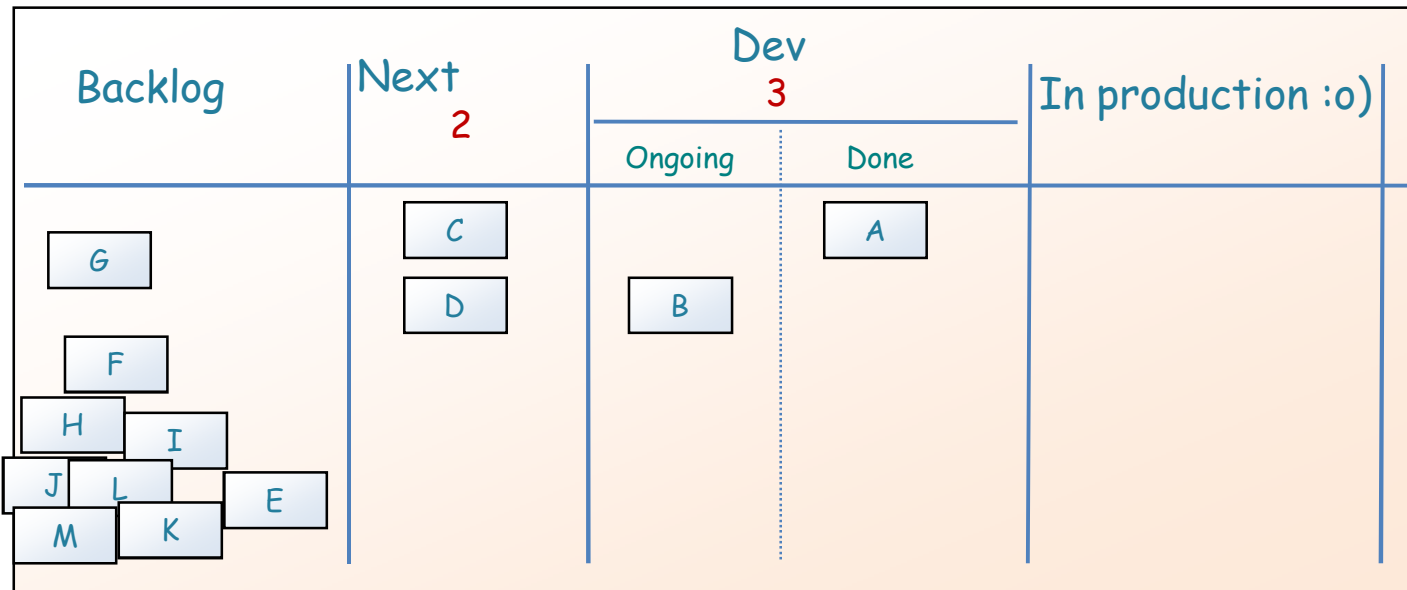 Backlog
Next
2
Dev
3
In production :o)
Ongoing
Done
G
F
H
I
J
L
E
M
K
C
D
B
A